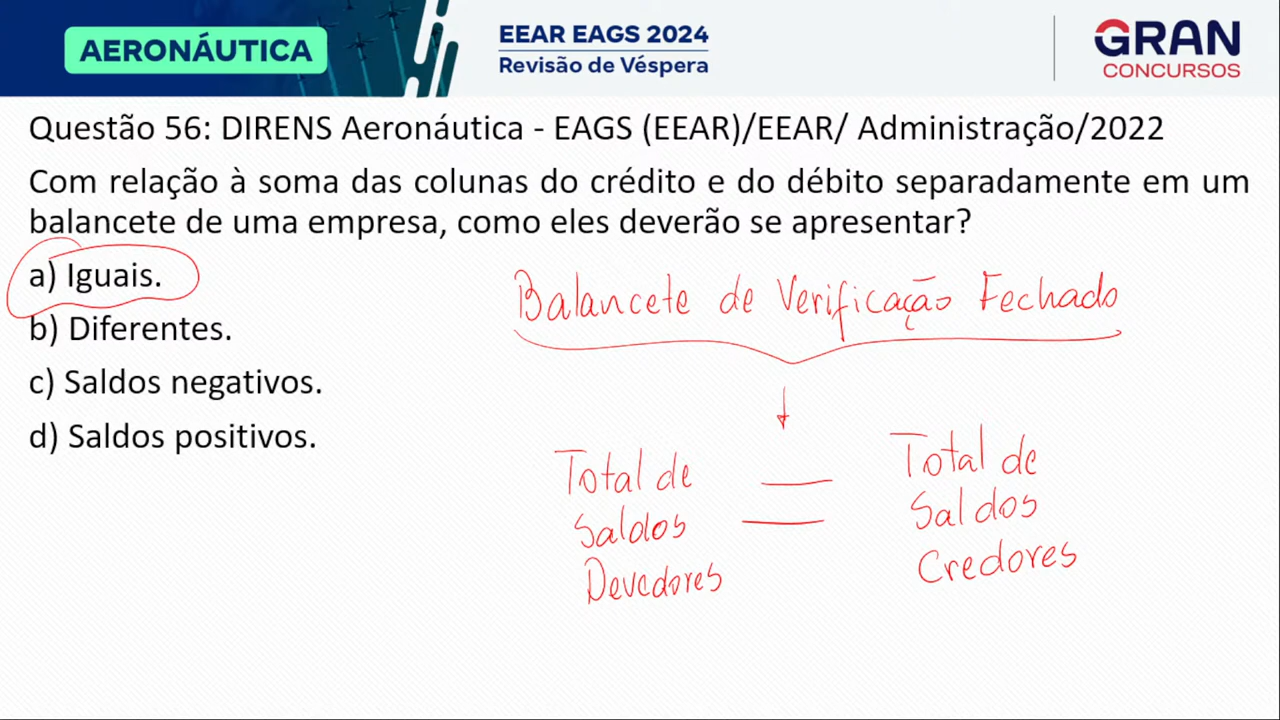 AERONÁUTICA
EEAR EAGS 2024
Revisão de Véspera
GRAN
CONCURSOS
Questão 56: DIRENS Aeronáutica - EAGS (EEAR)/EEAR/ Administração/2022
Com relação à soma das colunas do crédito e do débito separadamente em um
balancete de uma empresa, como eles deverão se apresentar?
a) Iguais.
b) Diferentes.
c) Saldos negativos.
d) Saldos positivos.
Balancete de Verificação Fechado
Total de
Saldos
Devedores
=
Total de
Saldos
Credores